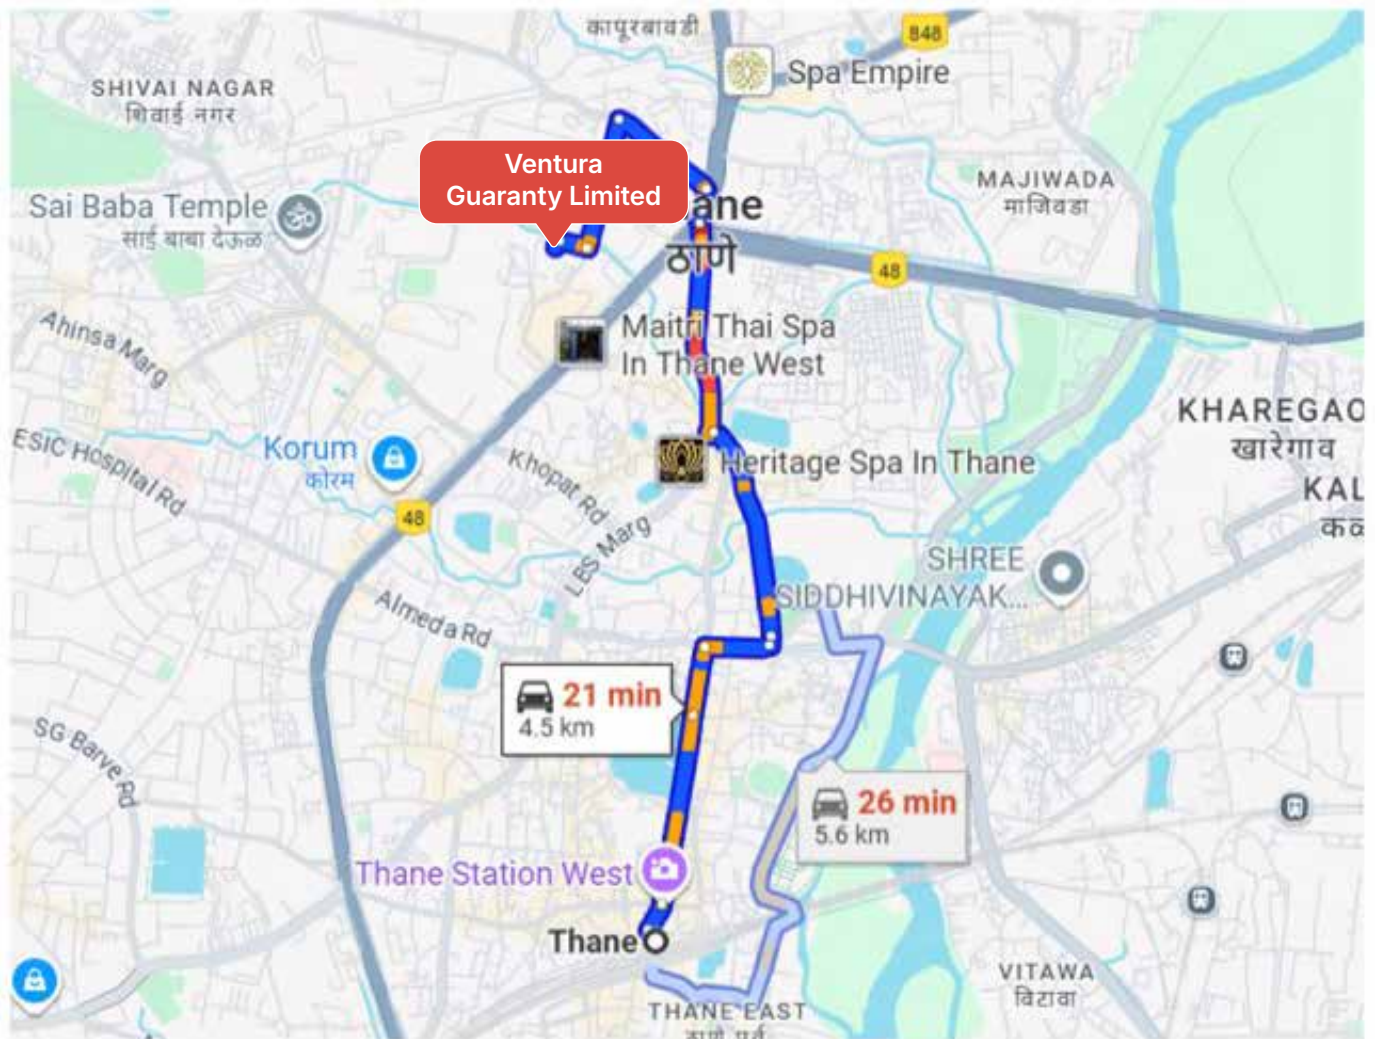 कापूरबावडी
848
Spa Empire
SHIVAI NAGAR
शिवाई नगर
Ventura
Guaranty Limited
MAJIWADA
माजिवडा
Sai Baba Temple
साई बाबा देऊळ
ane
ठाणे
48
Ahinsa Marg
Maitri Thai Spa
In Thane West
KHAREGAO
खारेगाव
ESIC Hospital Rd
Korum
कोरम
Khopat Rd
Heritage Spa In Thane
KAL
कळ
48
LBS Marg
SHREE
SIDDHIVINAYAK...
Almeda Rd
21 min
4.5 km
SG Barve Rd
26 min
5.6 km
Thane Station West
Thane
VITAWA
विटावा
THANE EAST